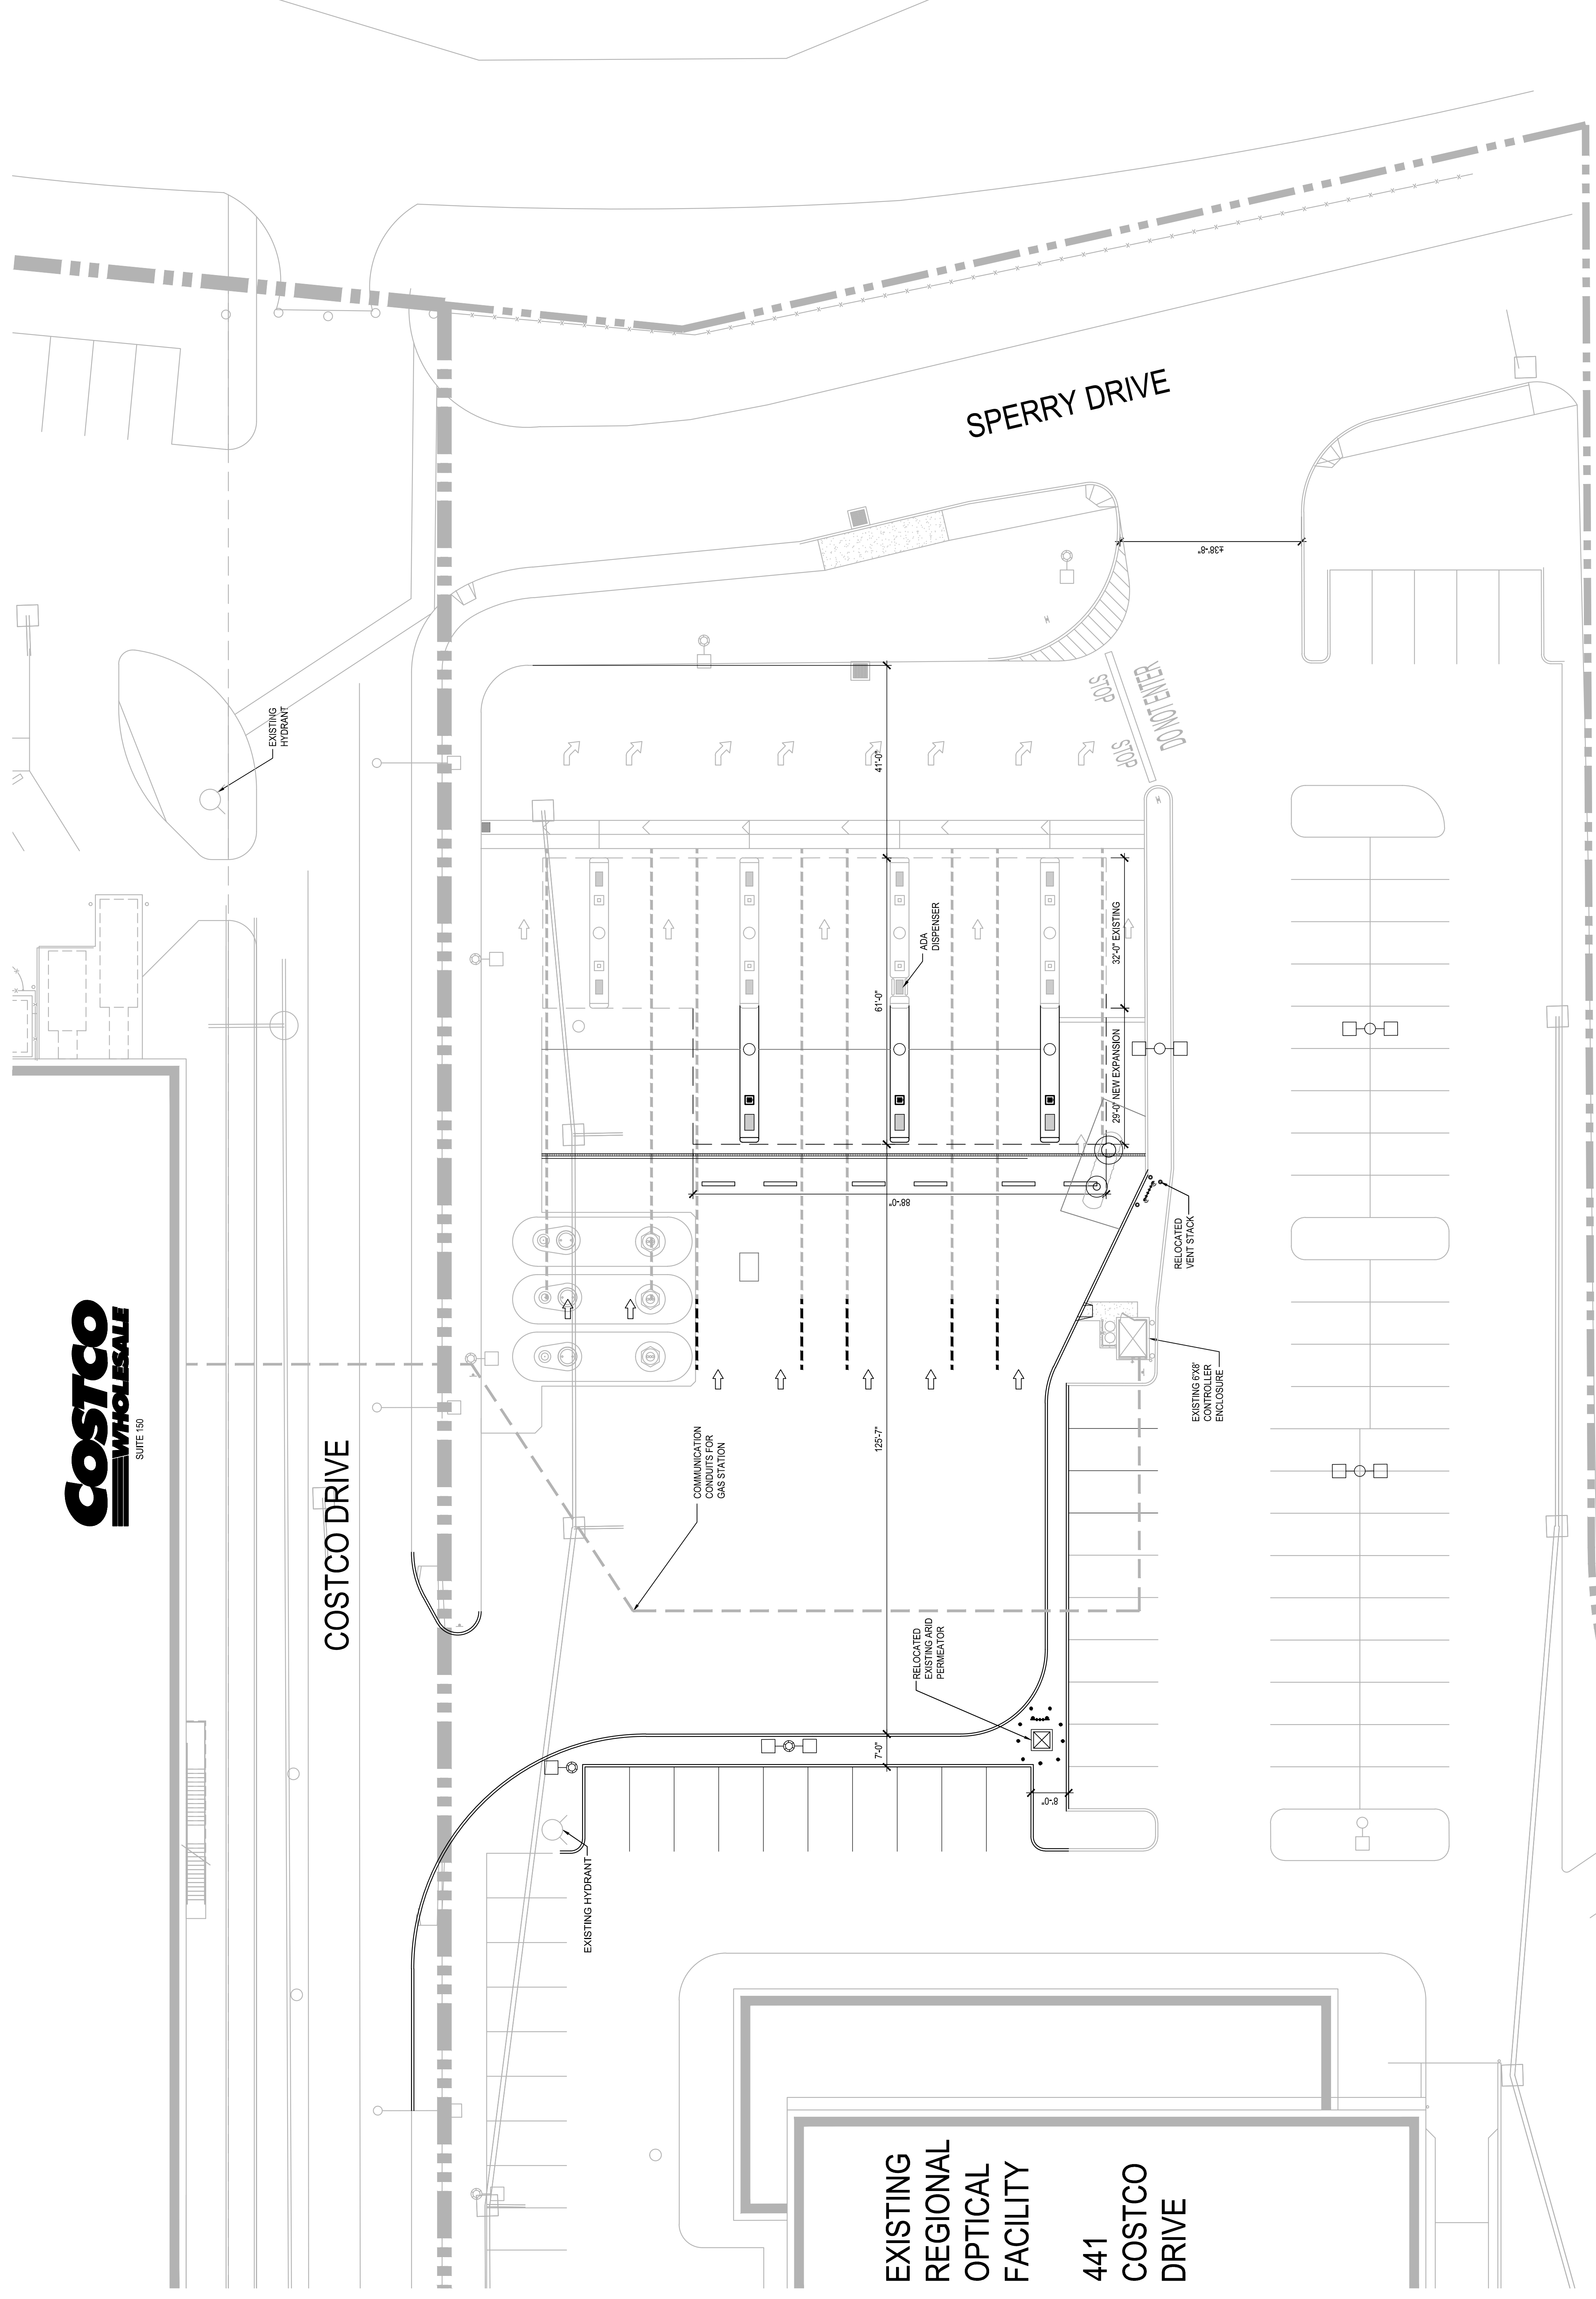 SPERRY DRIVE
EXISTING
HYDRANT
±38'-6"
STOP
STOP
DO NOT ENTER
41'-0"
ADA
DISPENSER
32'-0" EXISTING
61'-0"
29'-0" NEW EXPANSION
88'-0"
RELOCATED
VENT STACK
COSTCO
WHOLESALE
SUITE 150
COSTCO DRIVE
COMMUNICATION
CONDUITS FOR
GAS STATION
125'-7"
EXISTING 6'X8'
CONTROLLER
ENCLOSURE
RELOCATED
EXISTING ARID
PERMEATOR
7'-0"
8'-0"
EXISTING HYDRANT
EXISTING
REGIONAL
OPTICAL
FACILITY
441
COSTCO
DRIVE